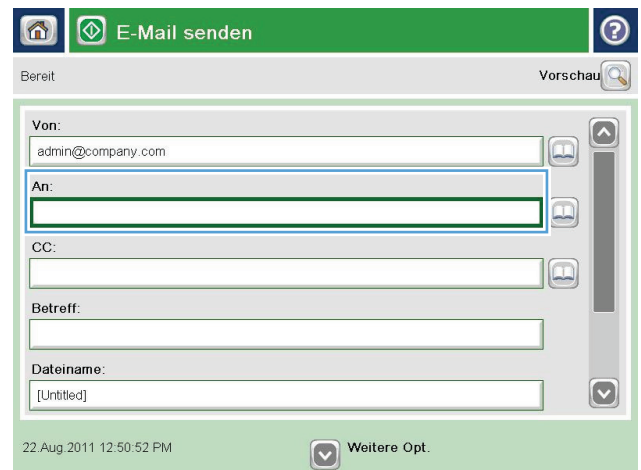 E-Mail senden
Bereit
Vorschau
Von:
admin@company.com
An:
CC:
Betreff:
Dateiname:
[Untitled]
22.Aug.2011 12:50:52 PM
Weitere Opt.